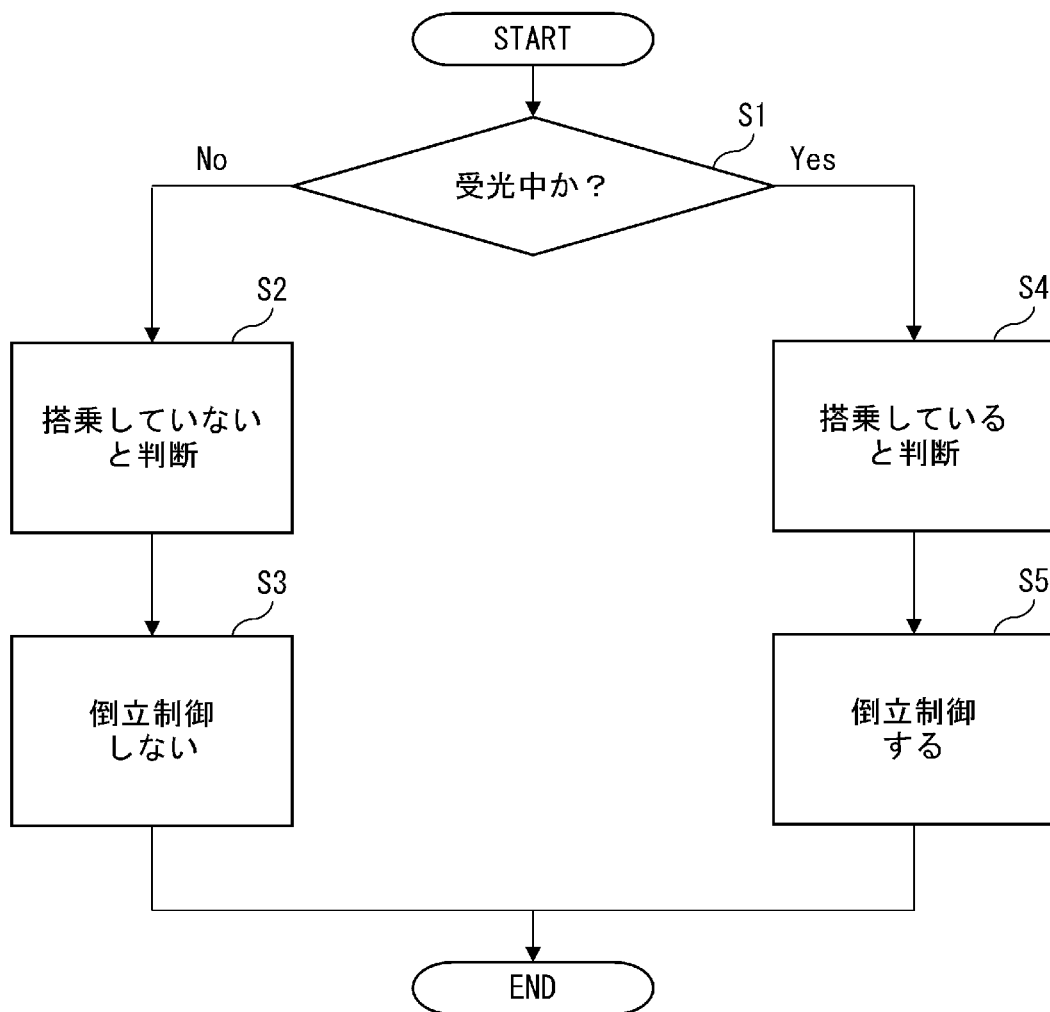 START
S1
No
Yes
受光中か？
S2
S4
搭乗していない
と判断
搭乗している
と判断
S3
S5
倒立制御
しない
倒立制御
する
END